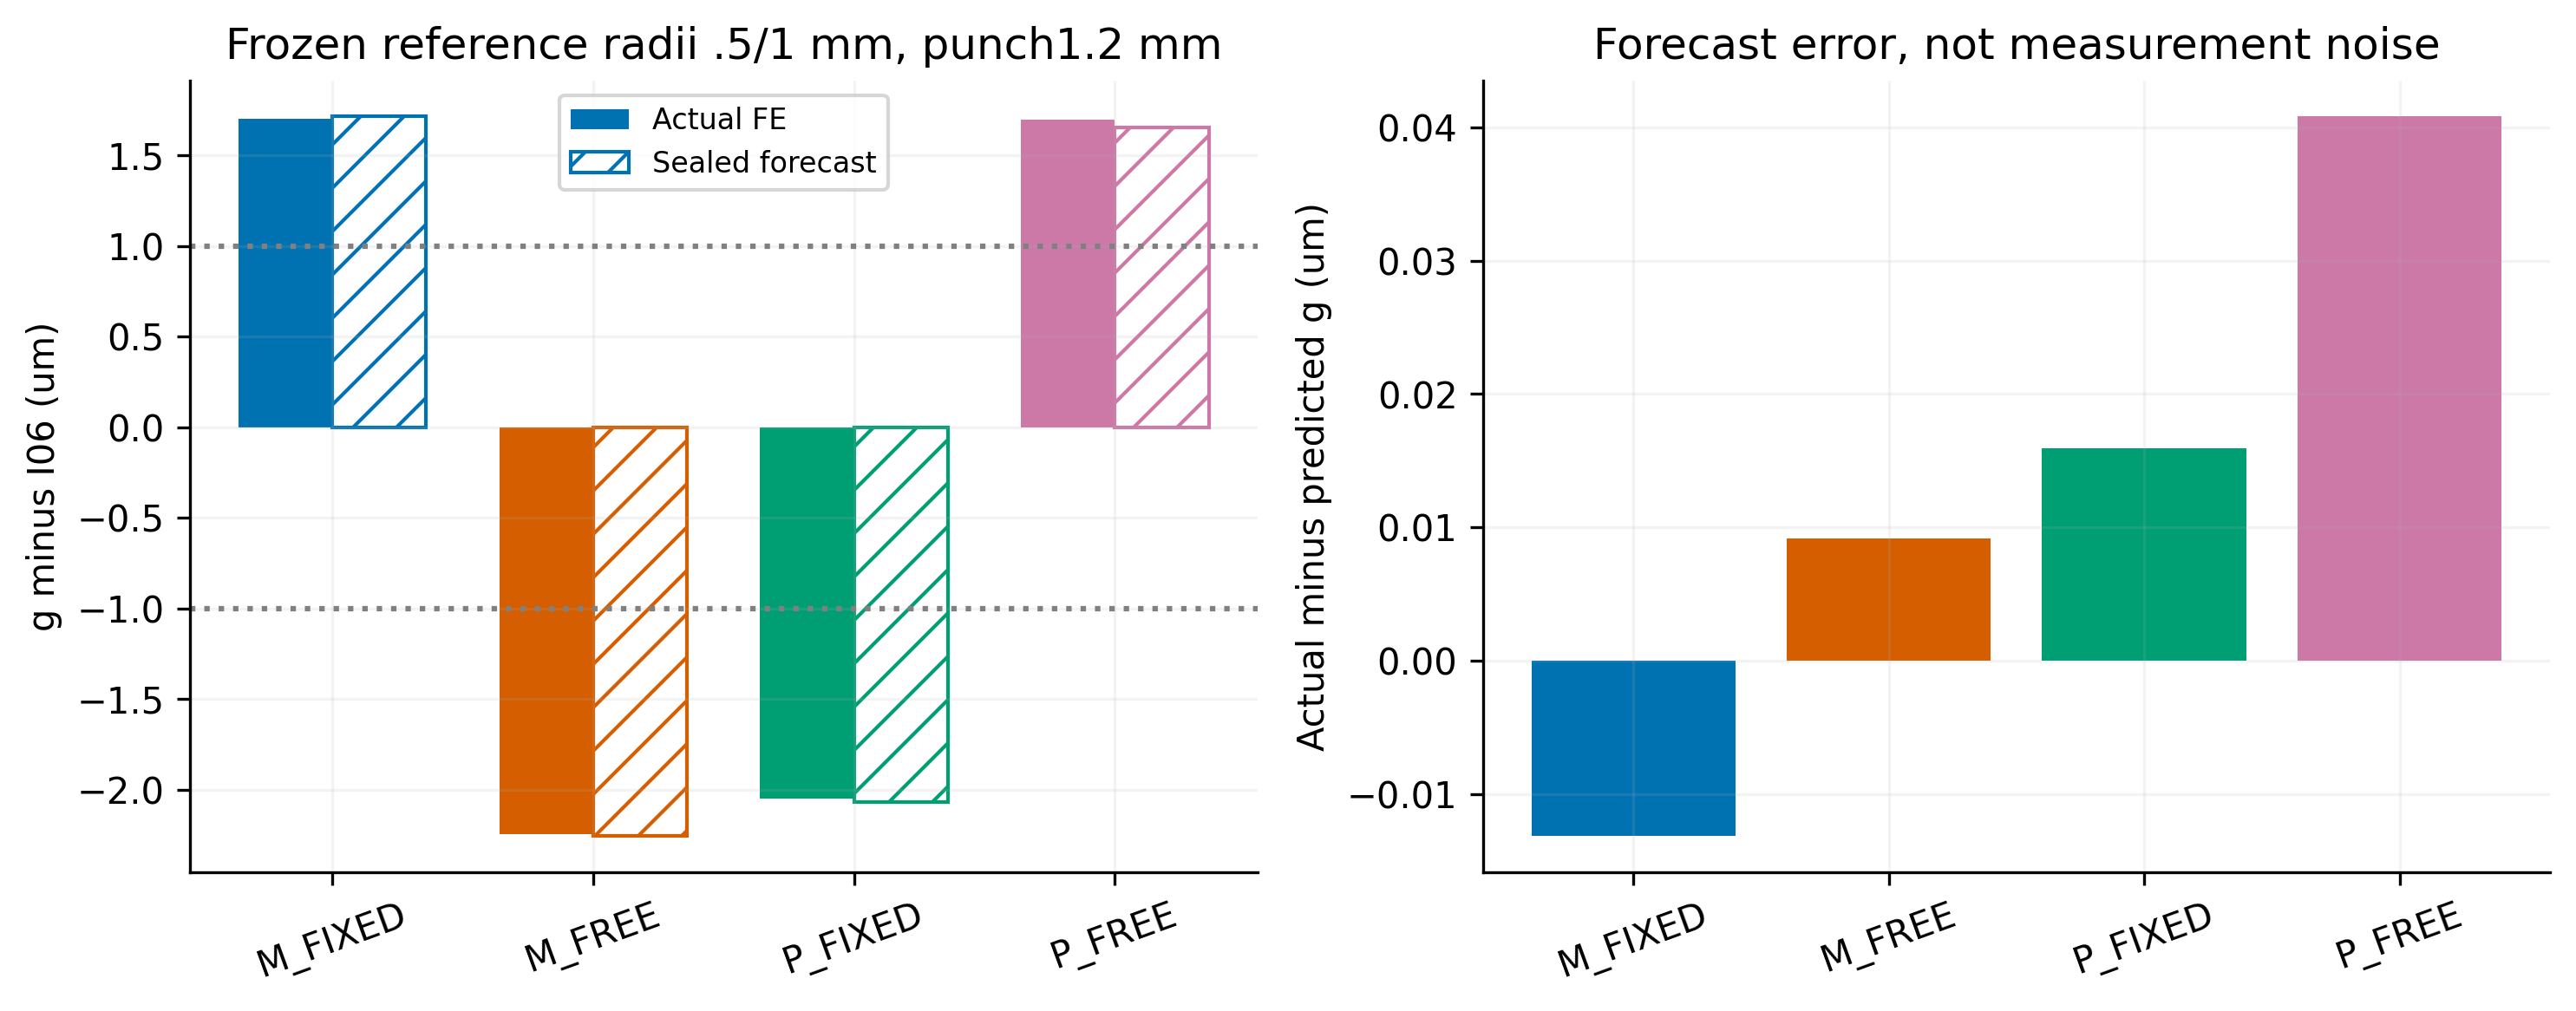 Frozen reference radii .5/1 mm, punch1.2 mm
Actual FE
Sealed forecast
g minus I06 (um)
1.5
1.0
0.5
0.0
−0.5
−1.0
−1.5
−2.0
M_FIXED
M_FREE
P_FIXED
P_FREE
Forecast error, not measurement noise
Actual minus predicted g (um)
0.04
0.03
0.02
0.01
0.00
−0.01
M_FIXED
M_FREE
P_FIXED
P_FREE